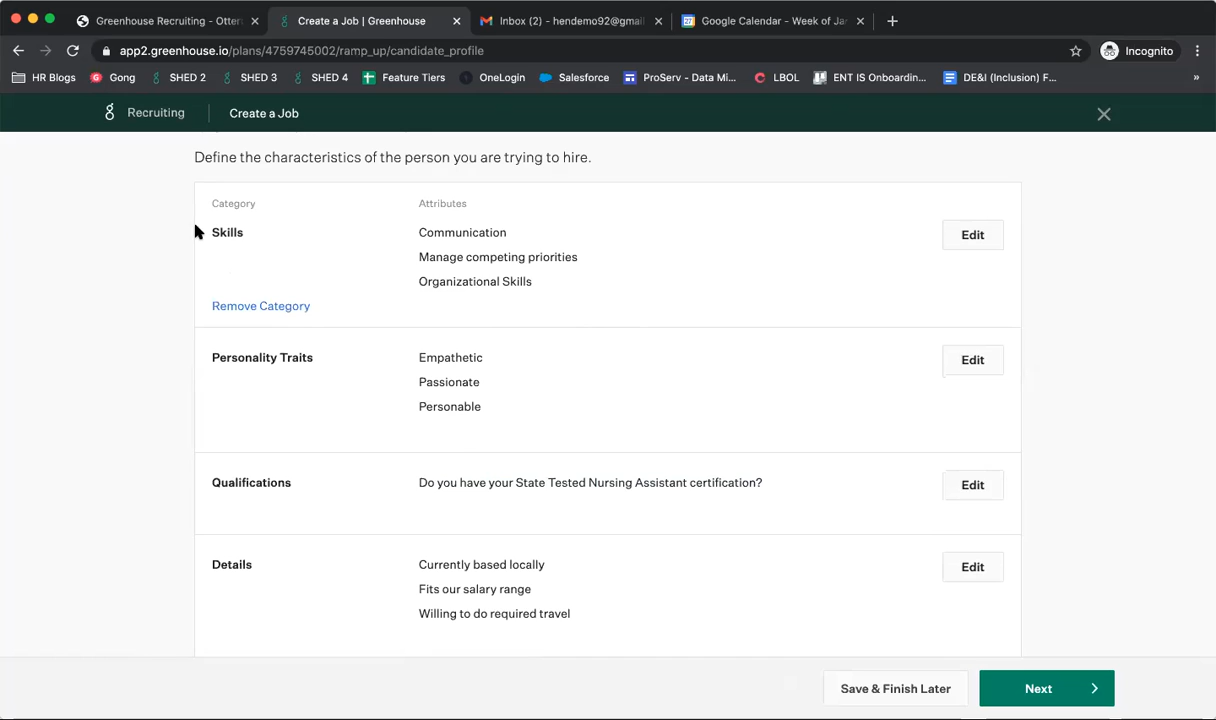 Greenhouse Recruiting - Otter
Create a Job | Greenhouse
Inbox (2) - hendemo92@gmail
27
Google Calendar - Week of Jan
app2.greenhouse.io/plans/4759745002/ramp_up/candidate_profile
Incognito
HR Blogs
Gong
SHED 2
SHED 3
SHED 4
Feature Tiers
OneLogin
Salesforce
ProServ - Data Mi...
LBOL
ENT IS Onboardin...
DE&I (Inclusion) F...
»
Recruiting
Create a Job
Define the characteristics of the person you are trying to hire.
Category
Attributes
Skills
Communication
Edit
Manage competing priorities
Organizational Skills
Remove Category
Personality Traits
Empathetic
Edit
Passionate
Personable
Qualifications
Do you have your State Tested Nursing Assistant certification?
Edit
Details
Currently based locally
Edit
Fits our salary range
Willing to do required travel
Save & Finish Later
Next